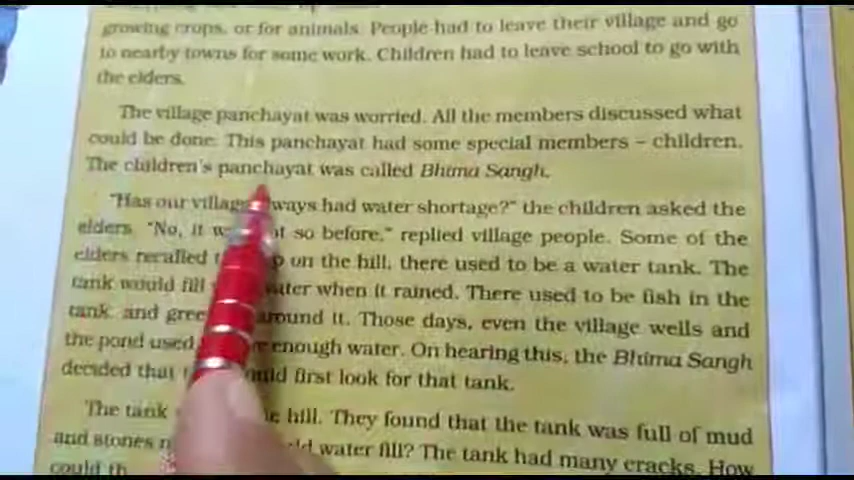 growing crops, or for animals. People had to leave their village and go
to nearby towns for some work. Children had to leave school to go with
the elders.
The village panchayat was worried. All the members discussed what
could be done. This panchayat had some special members – children.
The children's panchayat was called Bhima Sangh.
"Has our village ways had water shortage?" the children asked the
elders. "No, it so before," replied village people. Some of the
elders recalled on the hill, there used to be a water tank. The
tank would fill water when it rained. There used to be fish in the
tank, and around it. Those days, even the village wells and
the pond used enough water. On hearing this, the Bhima Sangh
decided that would first look for that tank.
The tank hill. They found that the tank was full of mud
and stones water fill? The tank had many cracks. How
could